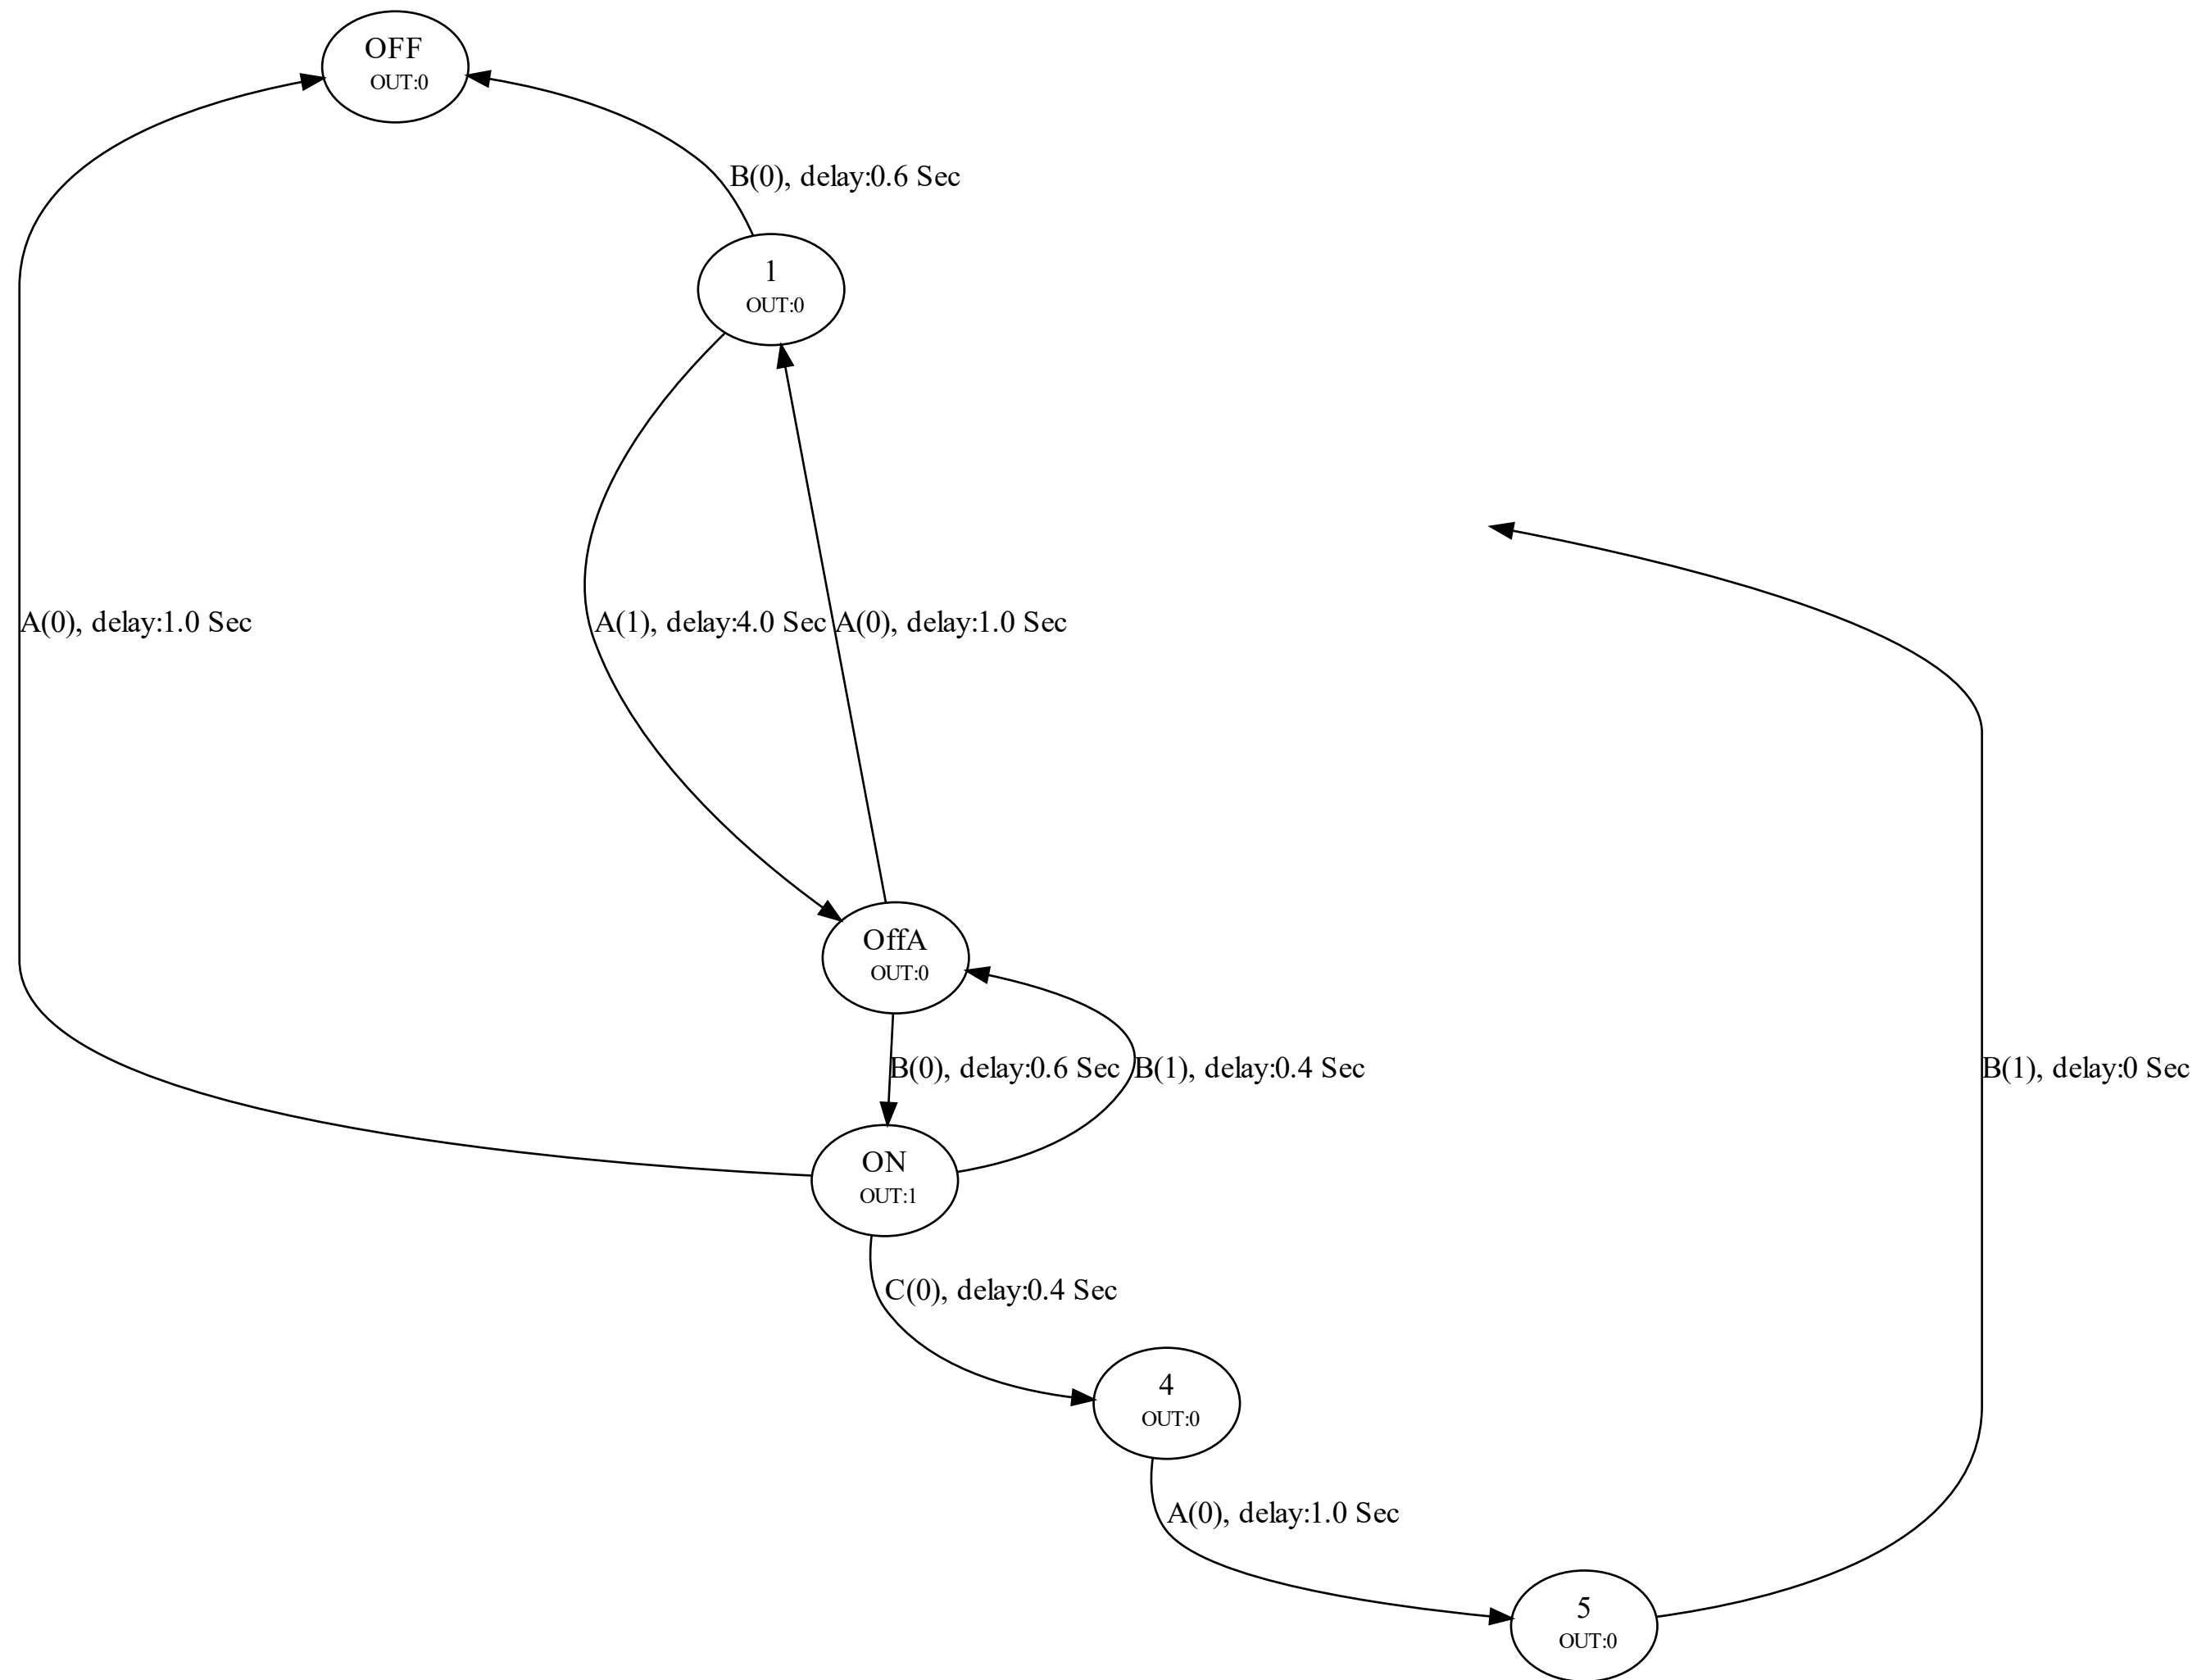 OFF
OUT:0
B(0), delay:0.6 Sec
1
OUT:0
A(0), delay:1.0 Sec
A(1), delay:4.0 Sec
A(0), delay:1.0 Sec
OffA
OUT:0
B(0), delay:0.6 Sec
B(1), delay:0.4 Sec
B(1), delay:0 Sec
ON
OUT:1
C(0), delay:0.4 Sec
4
OUT:0
A(0), delay:1.0 Sec
5
OUT:0